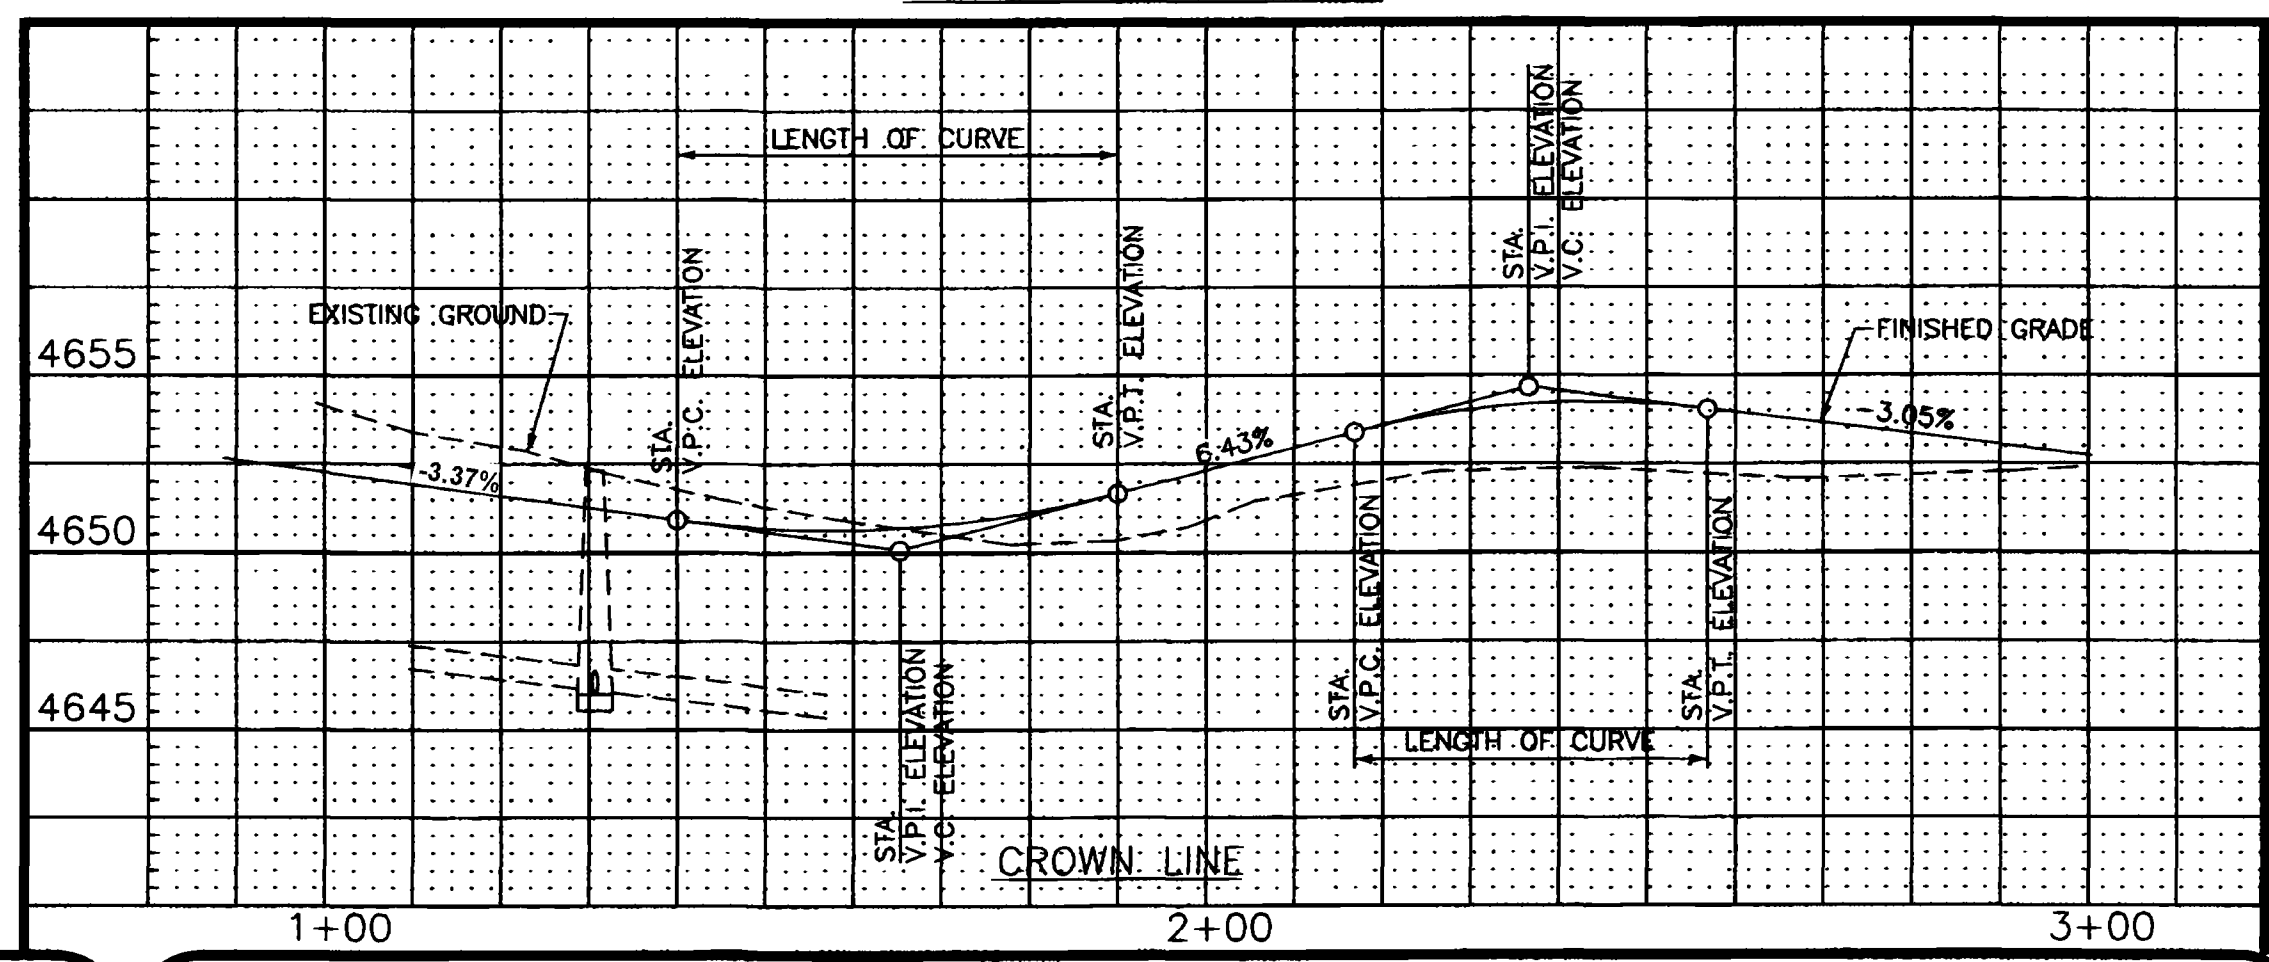 LENGTH OF CURVE
STA.
V.P.I. ELEVATION
V.C. ELEVATION
EXISTING GROUND
STA.
V.P.C. ELEVATION
STA.
V.P.T. ELEVATION
FINISHED GRADE
4655
-3.37%
6.43%
-3.05%
4650
4645
STA.
V.P.I. ELEVATION
V.C. ELEVATION
STA.
V.P.C. ELEVATION
STA.
V.P.T. ELEVATION
LENGTH OF CURVE
CROWN LINE
1+00
2+00
3+00